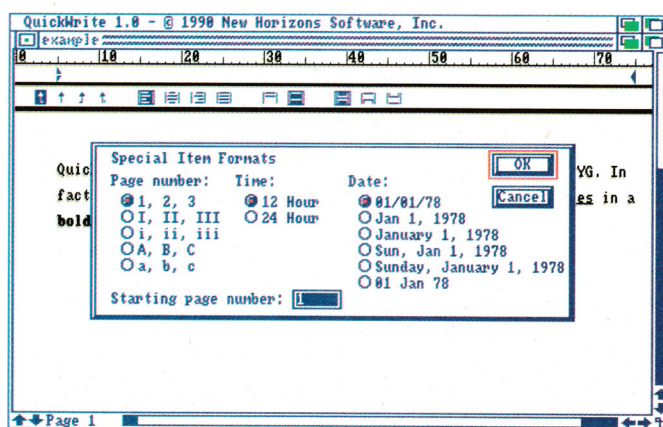 QuickWrite 1.0 - © 1990 New Horizons Software, Inc.
example
0 10 20 30 40 50 60 70
Special Item Formats
OK
Quic YG. In
Page number: Time: Date:
fact 1, 2, 3 12 Hour 01/01/78 Cancel es in a
bold I, II, III 24 Hour Jan 1, 1978
i, ii, iii January 1, 1978
A, B, C Sun, Jan 1, 1978
a, b, c Sunday, January 1, 1978
01 Jan 78
Starting page number: 1
Page 1